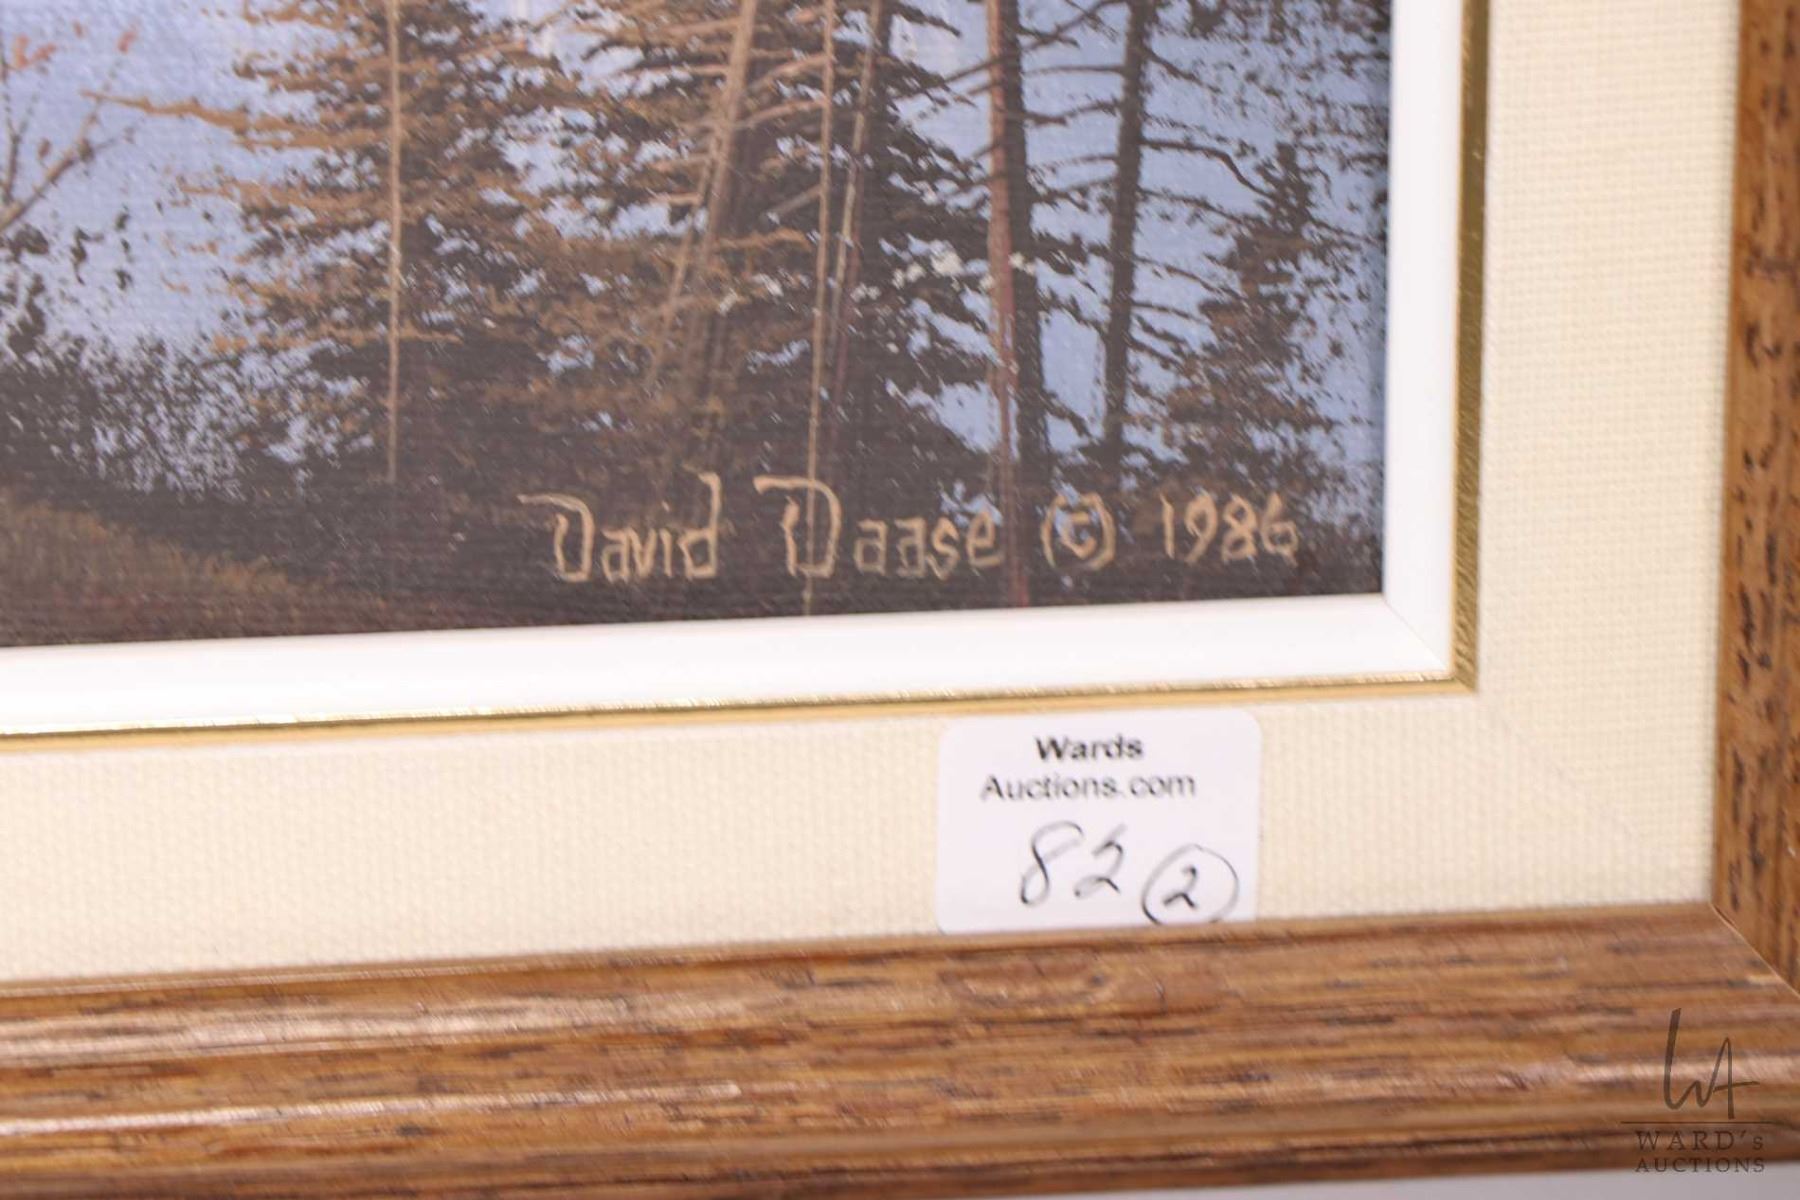 David Daase (c) 1986
Wards
Auctions.com
82 2
WARD's
AUCTIONS